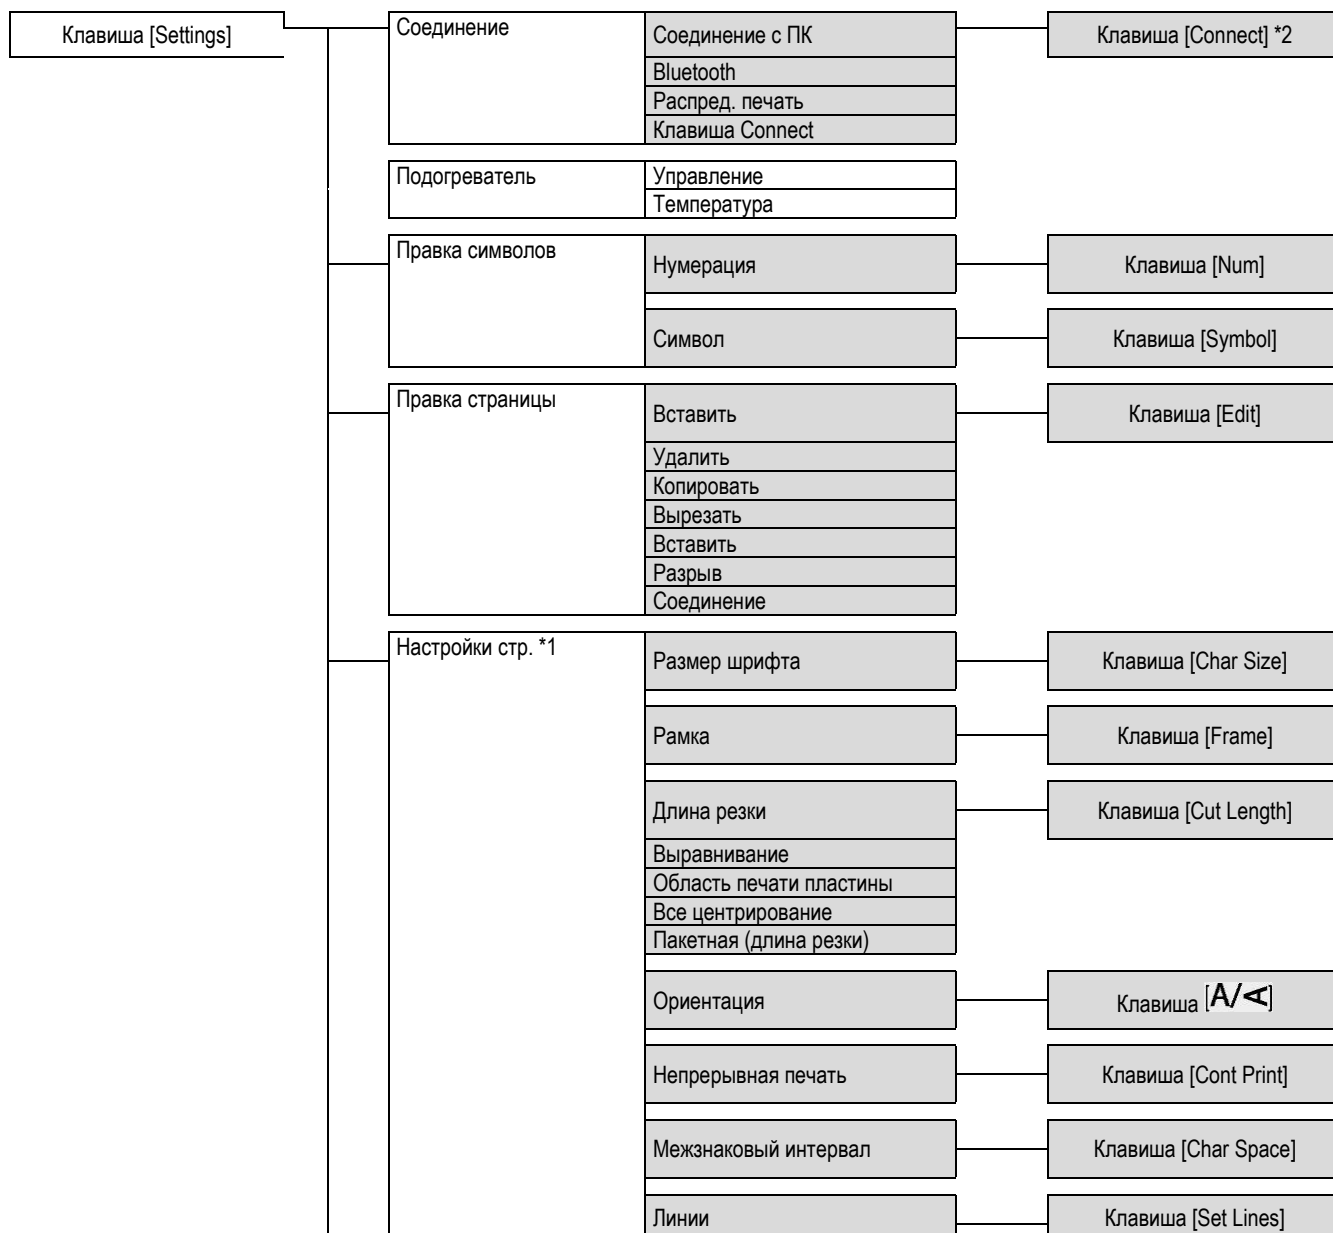 Клавиша [Settings]
Соединение
Соединение с ПК
Клавиша [Connect] *2
Bluetooth
Распред. печать
Клавиша Connect
Подогреватель
Управление
Температура
Правка символов
Нумерация
Клавиша [Num]
Символ
Клавиша [Symbol]
Правка страницы
Вставить
Клавиша [Edit]
Удалить
Копировать
Вырезать
Вставить
Разрыв
Соединение
Настройки стр. *1
Размер шрифта
Клавиша [Char Size]
Рамка
Клавиша [Frame]
Длина резки
Клавиша [Cut Length]
Выравнивание
Область печати пластины
Все центрирование
Пакетная (длина резки)
Ориентация
Клавиша [A/A]
Непрерывная печать
Клавиша [Cont Print]
Межзнаковый интервал
Клавиша [Char Space]
Линии
Клавиша [Set Lines]